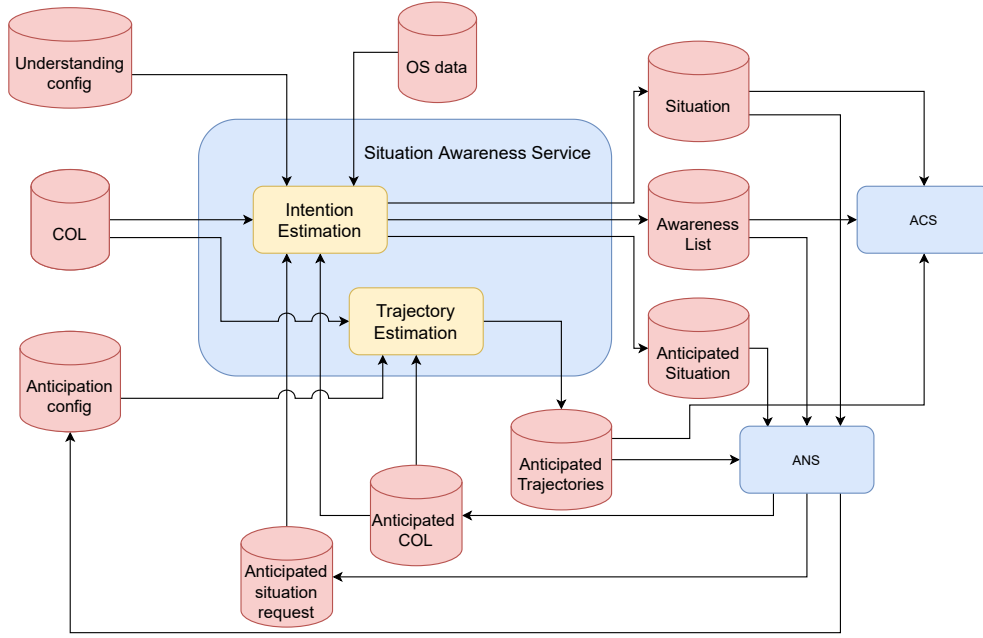 Understanding
config
OS data
Situation
Situation Awareness Service
COL
Intention
Estimation
Awareness
List
ACS
Trajectory
Estimation
Anticipation
config
Anticipated
Situation
Anticipated
Trajectories
ANS
Anticipated
COL
Anticipated
situation
request